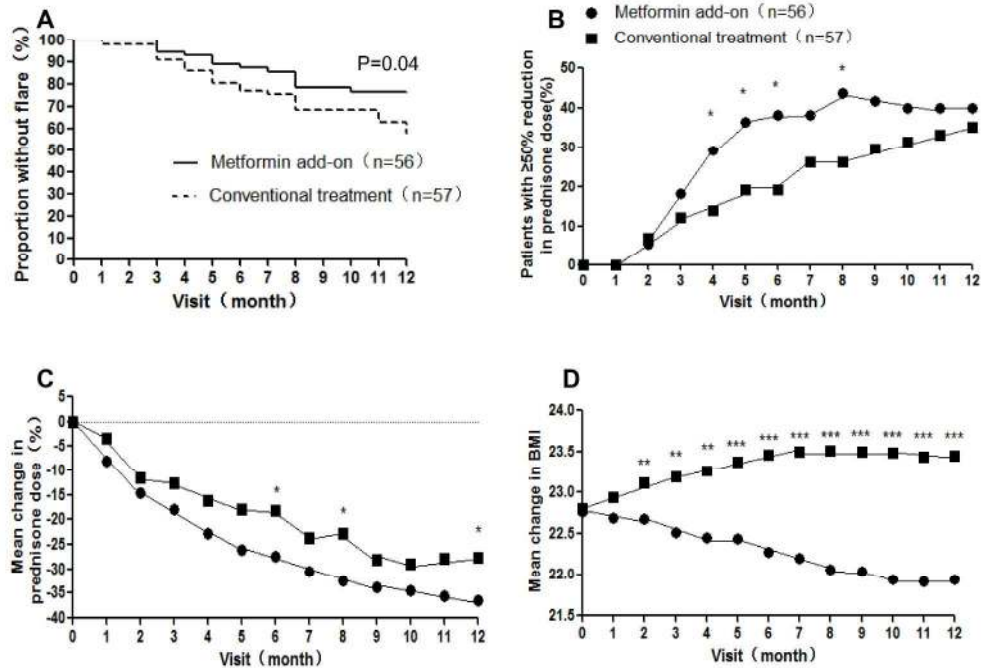 A
Proportion without flare (%)
100
90
80
70
60
50
40
30
20
10
0
P=0.04
Metformin add-on (n=56)
Conventional treatment (n=57)
0 1 2 3 4 5 6 7 8 9 10 11 12
Visit (month)
B
Metformin add-on (n=56)
Conventional treatment (n=57)
Patients with ≥50% reduction
in prednisone dose(%)
50
40
30
20
10
0
* * * *
0 1 2 3 4 5 6 7 8 9 10 11 12
Visit (month)
C
Mean change in
prednisone dose (%)
5
0
-5
-10
-15
-20
-25
-30
-35
-40
* * *
0 1 2 3 4 5 6 7 8 9 10 11 12
Visit (month)
D
Mean change in BMI
24.0
23.5
23.0
22.5
22.0
21.5
** ** ** *** *** *** *** *** *** *** ***
0 1 2 3 4 5 6 7 8 9 10 11 12
Visit (month)